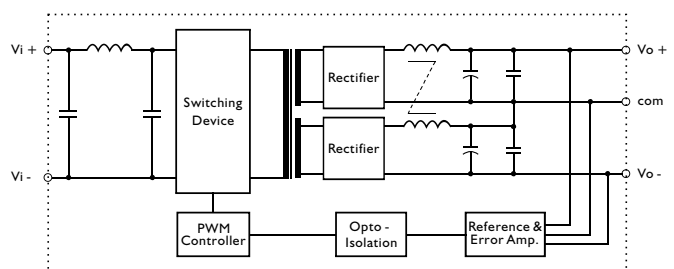 Vi +
Vo +
Rectifier
Switching
Device
com
Rectifier
Vi -
Vo -
PWM
Controller
Opto -
Isolation
Reference &
Error Amp.